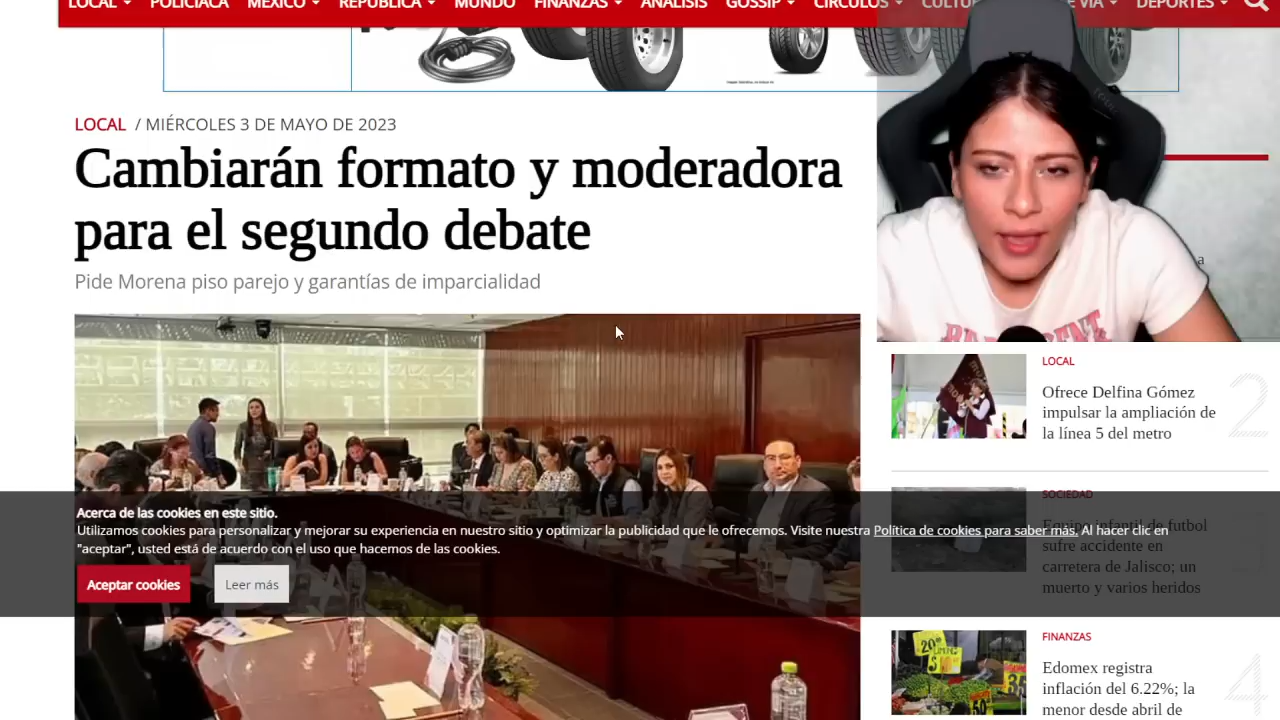 LOCAL POLICIACA MÉXICO REPÚBLICA MUNDO FINANZAS ANÁLISIS GOSSIP CÍRCULOS DEPORTES
LOCAL / MIÉRCOLES 3 DE MAYO DE 2023
Cambiarán formato y moderadora
para el segundo debate
Pide Morena piso parejo y garantías de imparcialidad
a
LOCAL
Ofrece Delfina Gómez
impulsar la ampliación de
la línea 5 del metro
2
SOCIEDAD
Equipo infantil de futbol
sufre accidente en
carretera de Jalisco; un
muerto y varios heridos
Acerca de las cookies en este sitio.
Utilizamos cookies para personalizar y mejorar su experiencia en nuestro sitio y optimizar la publicidad que le ofrecemos. Visite nuestra Política de cookies para saber más. Al hacer clic en
"aceptar", usted está de acuerdo con el uso que hacemos de las cookies.
Aceptar cookies
Leer más
FINANZAS
Edomex registra
inflación del 6.22%; la
menor desde abril de
4